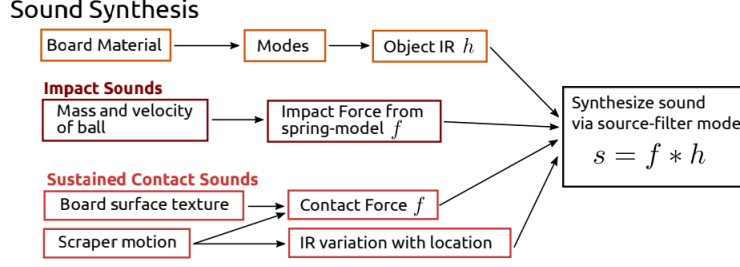 Sound Synthesis
Board Material
Modes
Object IR h
Impact Sounds
Mass and velocity
of ball
Impact Force from
spring-model f
Synthesize sound
via source-filter mode
s = f * h
Sustained Contact Sounds
Board surface texture
Contact Force f
Scraper motion
IR variation with location